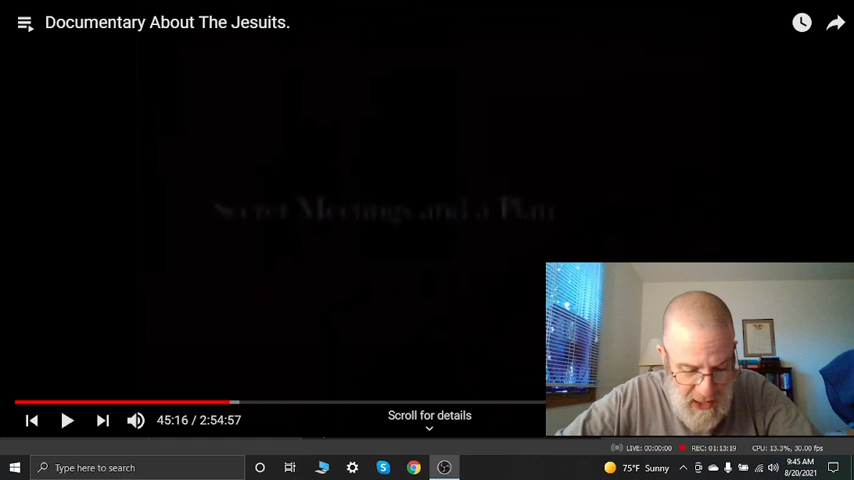 Documentary About The Jesuits.
Secret Meetings and a Plan
45:16 / 2:54:57
Scroll for details
LIVE: 00:00:00
REC: 01:13:19
CPU: 13.3%, 30.00 fps
Type here to search
75°F Sunny
9:45 AM
8/20/2021